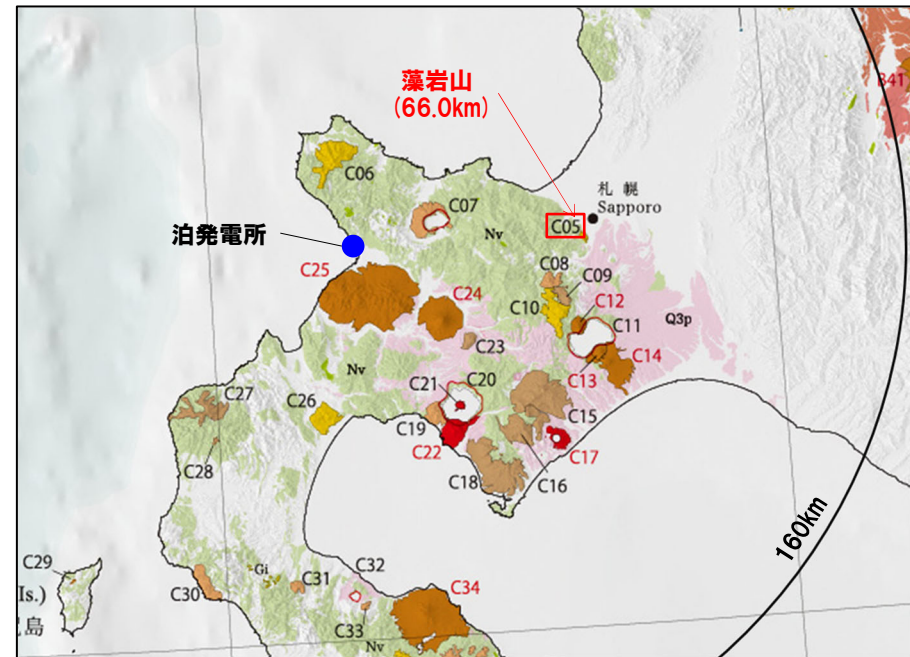 藻岩山
(66.0km)
B41
C06
札 幌
Sapporo
C07
C05
Nv
泊発電所
C25
C08
C09
C24
C10
C12
C11
Q3p
C23
C14
Nv
C13
C20
C21
C27
C26
C15
C19
C22
C17
C28
C18
C16
160km
C29
C32
Gi
C31
C34
Is.)
C30
島
C33
Nv